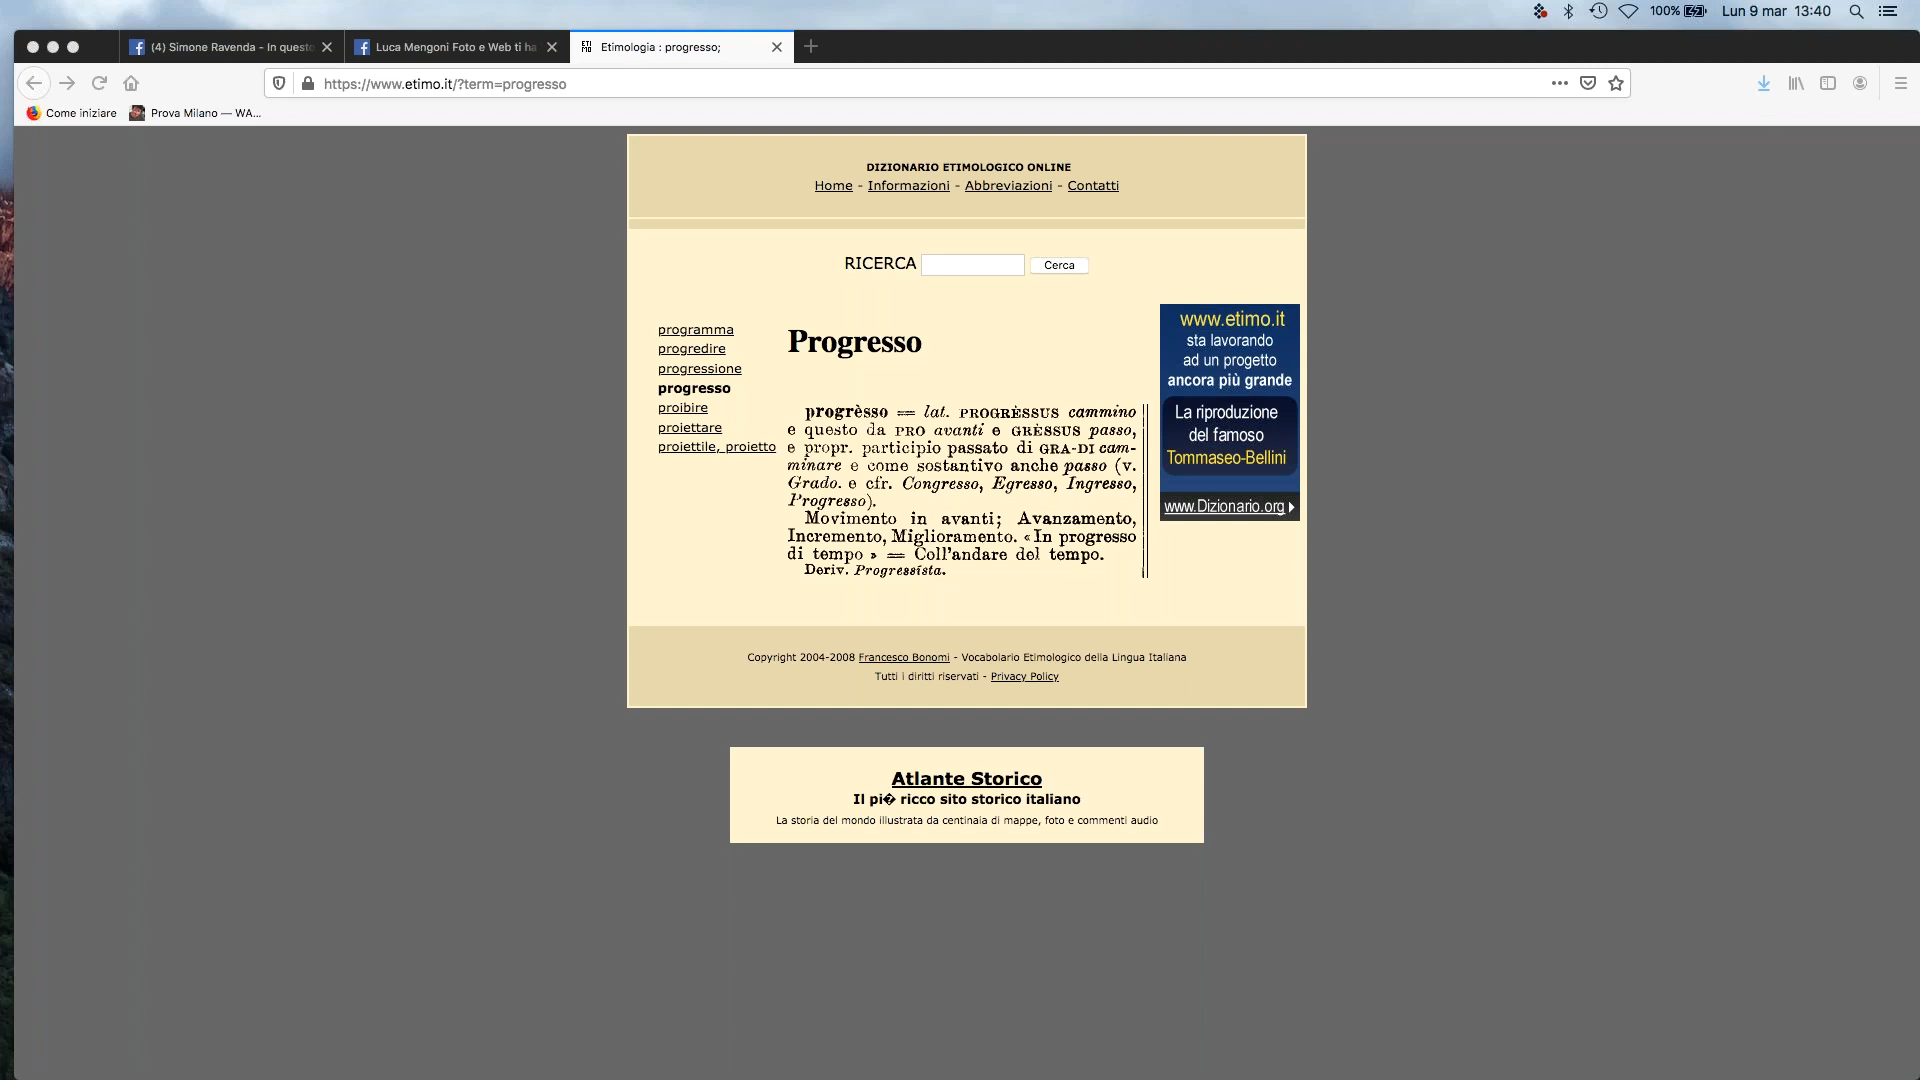 100% Lun 9 mar 13:40
(4) Simone Ravenda - In questo
Luca Mengoni Foto e Web ti ha
ETI
MO
Etimologia : progresso;
https://www.etimo.it/?term=progresso
Come iniziare
Prova Milano — WA...
DIZIONARIO ETIMOLOGICO ONLINE
Home - Informazioni - Abbreviazioni - Contatti
RICERCA Cerca
programma
progredire
progressione
progresso
proibire
proiettare
proiettile, proietto
Progresso
progrèsso = lat. PROGRÈSSUS cammino
e questo da PRO avanti e GRÈSSUS passo,
e propr. participio passato di GRA-DI cam-
minare e come sostantivo anche passo (v.
Grado. e cfr. Congresso, Egresso, Ingresso,
Progresso).
Movimento in avanti; Avanzamento,
Incremento, Miglioramento. «In progresso
di tempo » = Coll'andare del tempo.
Deriv. Progressista.
www.etimo.it
sta lavorando
ad un progetto
ancora più grande
La riproduzione
del famoso
Tommaseo-Bellini
www.Dizionario.org
Copyright 2004-2008 Francesco Bonomi - Vocabolario Etimologico della Lingua Italiana
Tutti i diritti riservati - Privacy Policy
Atlante Storico
Il pi� ricco sito storico italiano
La storia del mondo illustrata da centinaia di mappe, foto e commenti audio